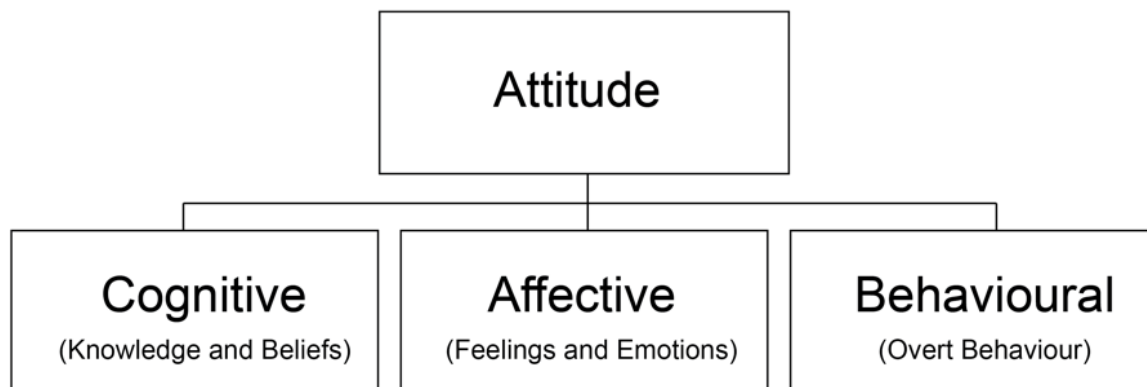 Attitude
Cognitive
(Knowledge and Beliefs)
Affective
(Feelings and Emotions)
Behavioural
(Overt Behaviour)